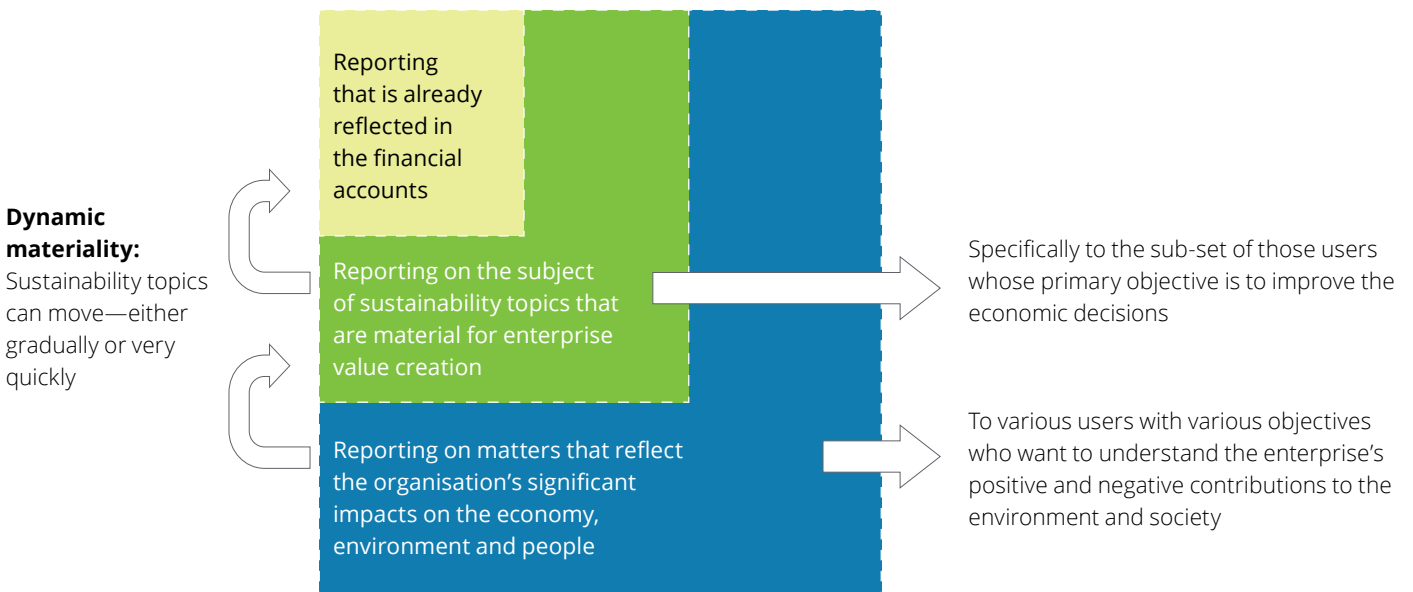 Reporting
that is already
reflected in
the financial
accounts
Dynamic
materiality:
Sustainability topics
can move—either
gradually or very
quickly
Reporting on the subject
of sustainability topics that
are material for enterprise
value creation
Specifically to the sub-set of those users
whose primary objective is to improve the
economic decisions
Reporting on matters that reflect
the organisation’s significant
impacts on the economy,
environment and people
To various users with various objectives
who want to understand the enterprise’s
positive and negative contributions to the
environment and society